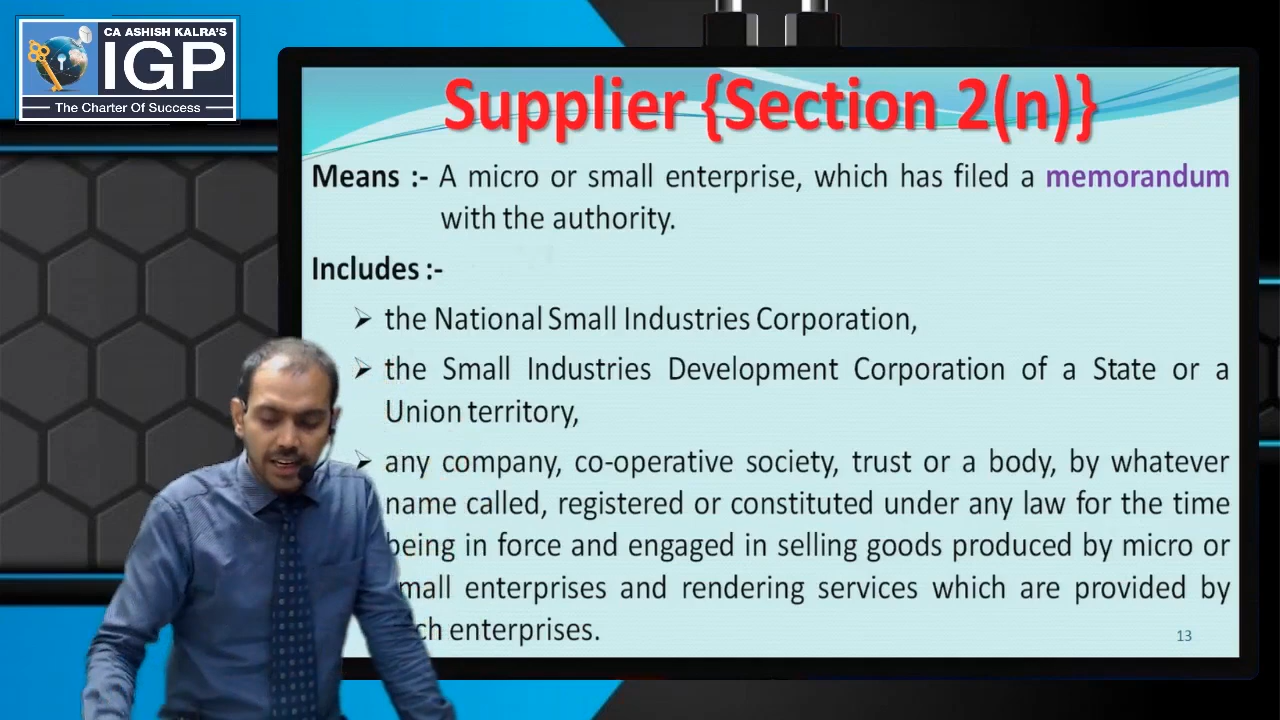 CA ASHISH KALRA'S
IGP
The Charter Of Success
Supplier {Section 2(n)}
Means :- A micro or small enterprise, which has filed a memorandum
with the authority.
Includes :-
the National Small Industries Corporation,
the Small Industries Development Corporation of a State or a
Union territory,
any company, co-operative society, trust or a body, by whatever
name called, registered or constituted under any law for the time
being in force and engaged in selling goods produced by micro or
enterprises and rendering services which are provided by
enterprises.
13